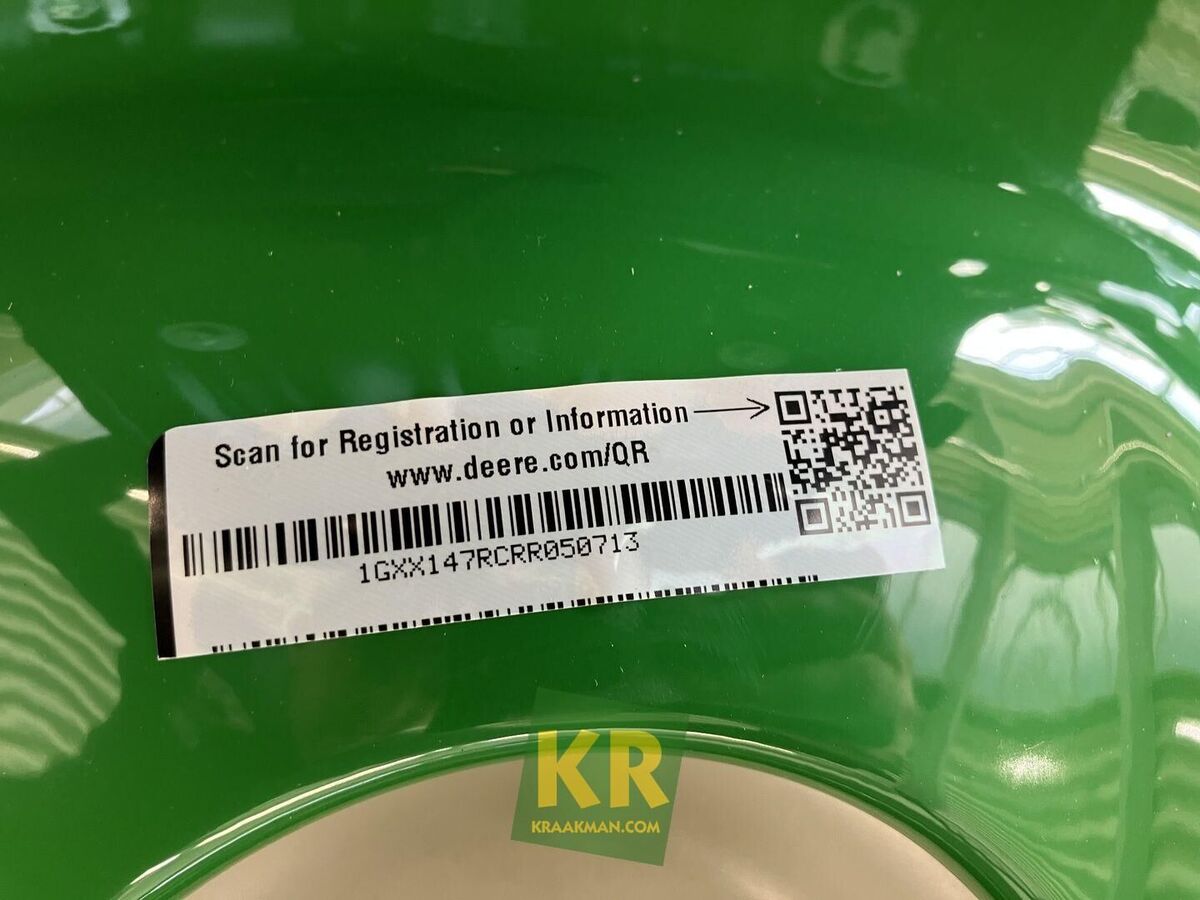 Scan for Registration or Information
www.deere.com/QR
1GXX147RCRR050713
KR
KRAAKMAN.COM